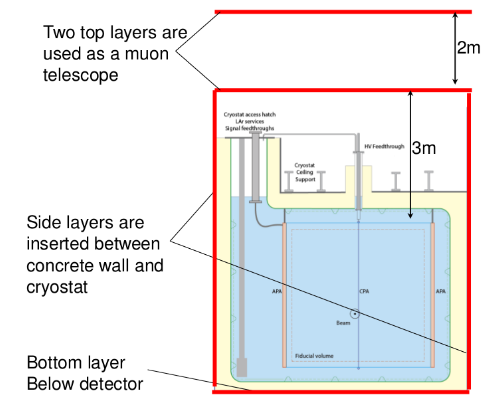 Two top layers are
used as a muon
telescope
2m
Cryostat access hatch
LAr services
Signal feedthroughs
HV Feedthrough
3m
Cryostat
Ceiling
Support
Side layers are
inserted between
concrete wall and
cryostat
APA
CPA
APA
Beam
Fiducial volume
Bottom layer
Below detector